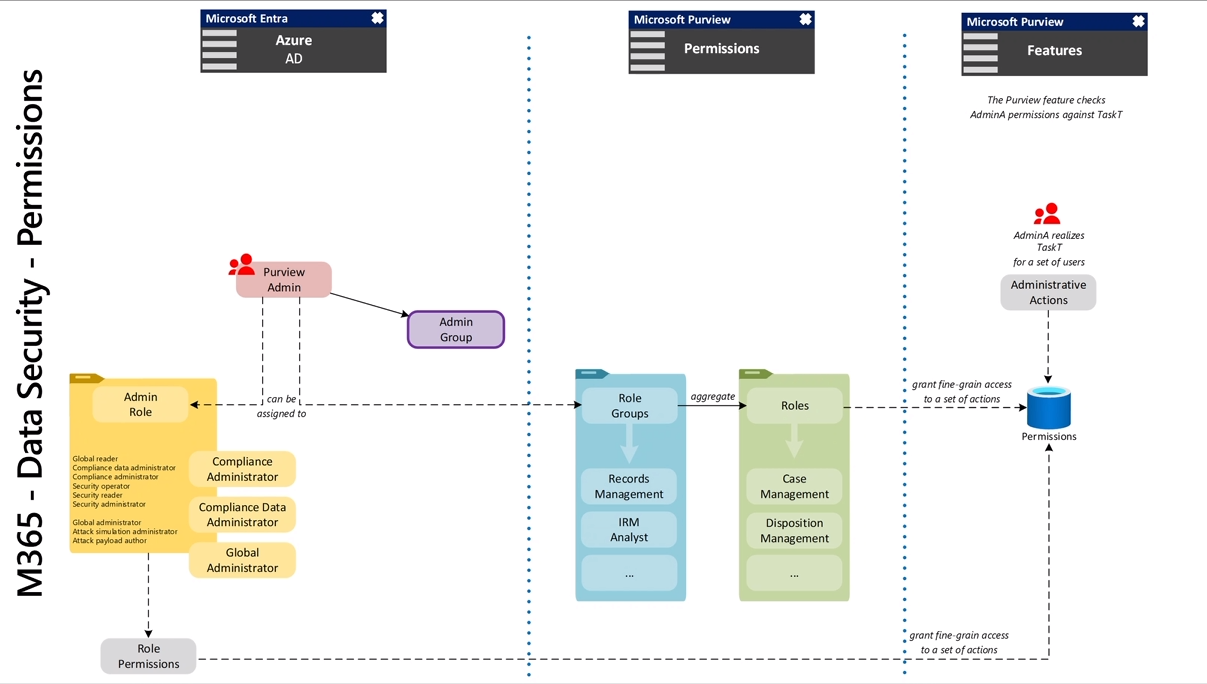 M365 - Data Security - Permissions
Microsoft Entra
Azure
AD
Microsoft Purview
Permissions
Microsoft Purview
Features
The Purview feature checks
AdminA permissions against TaskT
AdminA realizes
TaskT
for a set of users
Administrative
Actions
Purview
Admin
Admin
Group
can be
assigned to
Admin
Role
Global reader
Compliance data administrator
Compliance administrator
Security operator
Security reader
Security administrator
Global administrator
Attack simulation administrator
Attack payload author
Compliance
Administrator
Compliance Data
Administrator
Global
Administrator
Role
Permissions
Role
Groups
Records
Management
IRM
Analyst
...
aggregate
Roles
Case
Management
Disposition
Management
...
grant fine-grain access
to a set of actions
Permissions
grant fine-grain access
to a set of actions